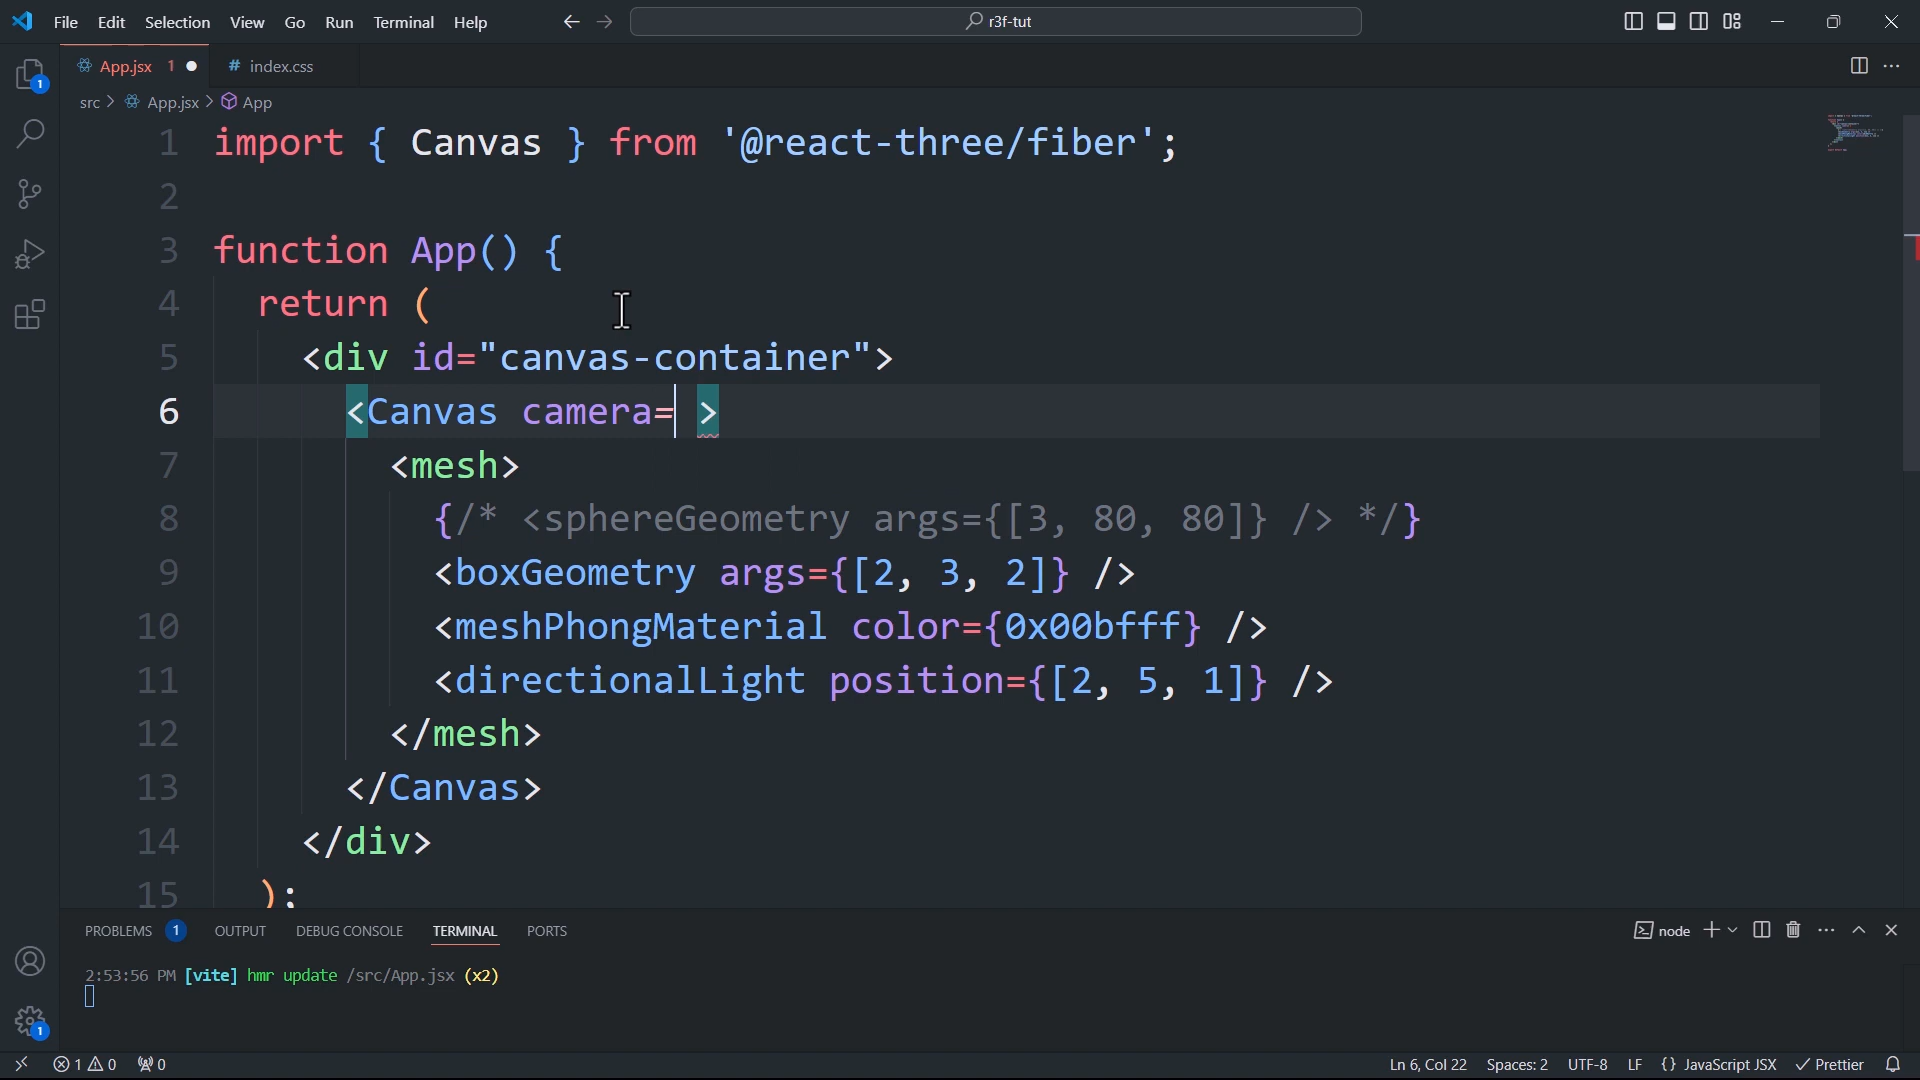 File Edit Selection View Go Run Terminal Help r3f-tut
App.jsx 1 # index.css
src > App.jsx > App
1 import { Canvas } from '@react-three/fiber';
2
3 function App() {
4 return (
5 <div id="canvas-container">
6 <Canvas camera= >
7 <mesh>
8 {/* <sphereGeometry args={[3, 80, 80]} /> */}
9 <boxGeometry args={[2, 3, 2]} />
10 <meshPhongMaterial color={0x00bfff} />
11 <directionalLight position={[2, 5, 1]} />
12 </mesh>
13 </Canvas>
14 </div>
15 );
PROBLEMS 1 OUTPUT DEBUG CONSOLE TERMINAL PORTS node
2:53:56 PM [vite] hmr update /src/App.jsx (x2)
1 0 0 Ln 6, Col 22 Spaces: 2 UTF-8 LF {} JavaScript JSX Prettier
1
1